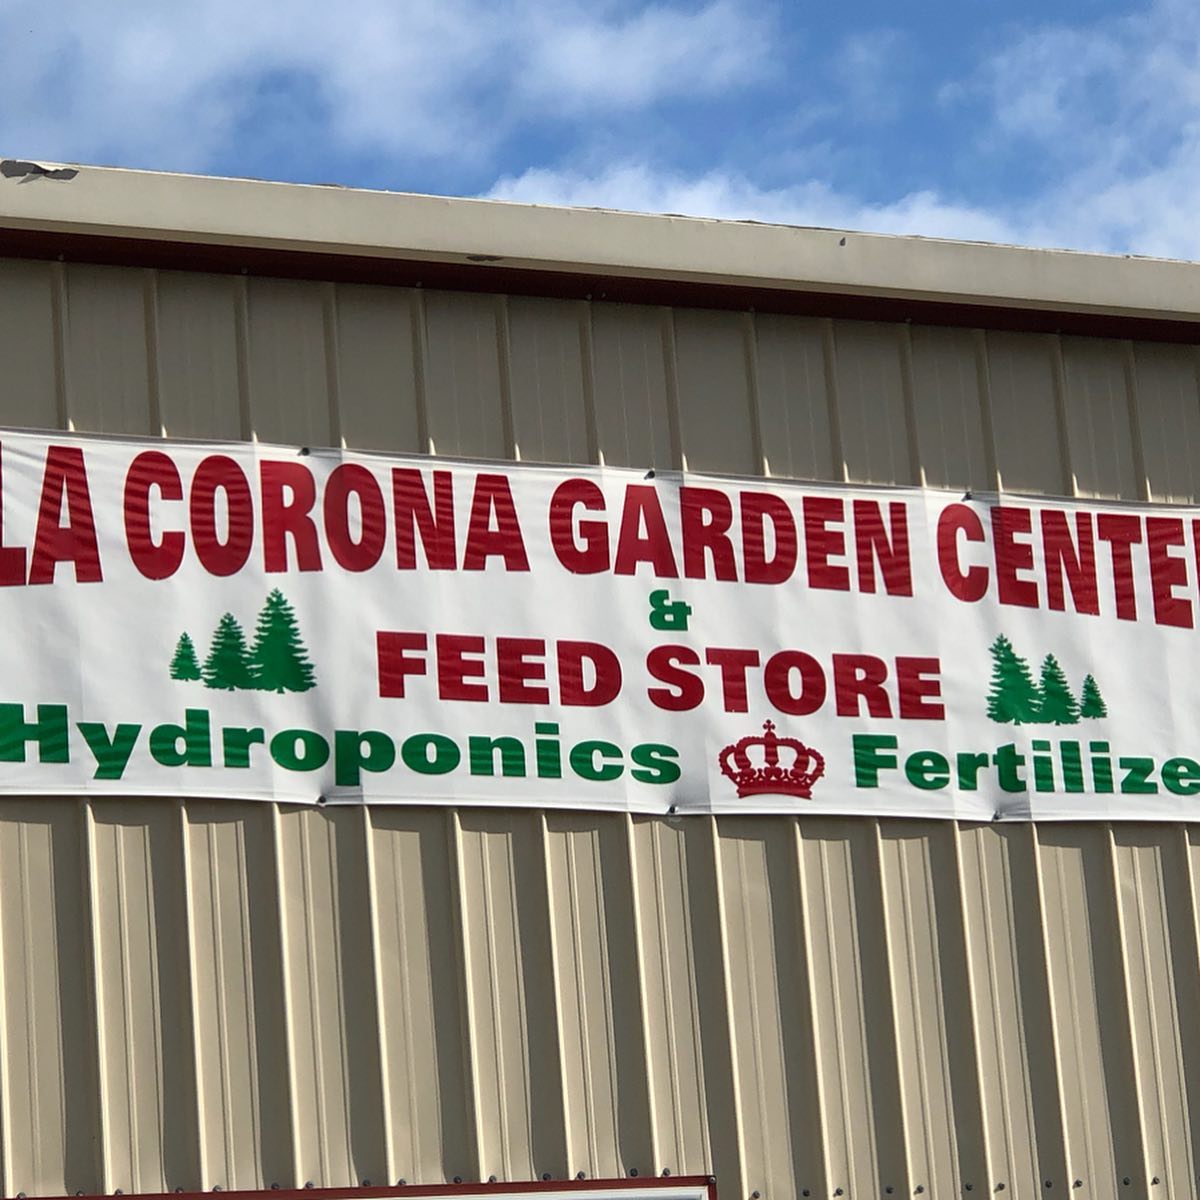 LA CORONA GARDEN CENTE
&
FEED STORE
Hydroponics Fertilize